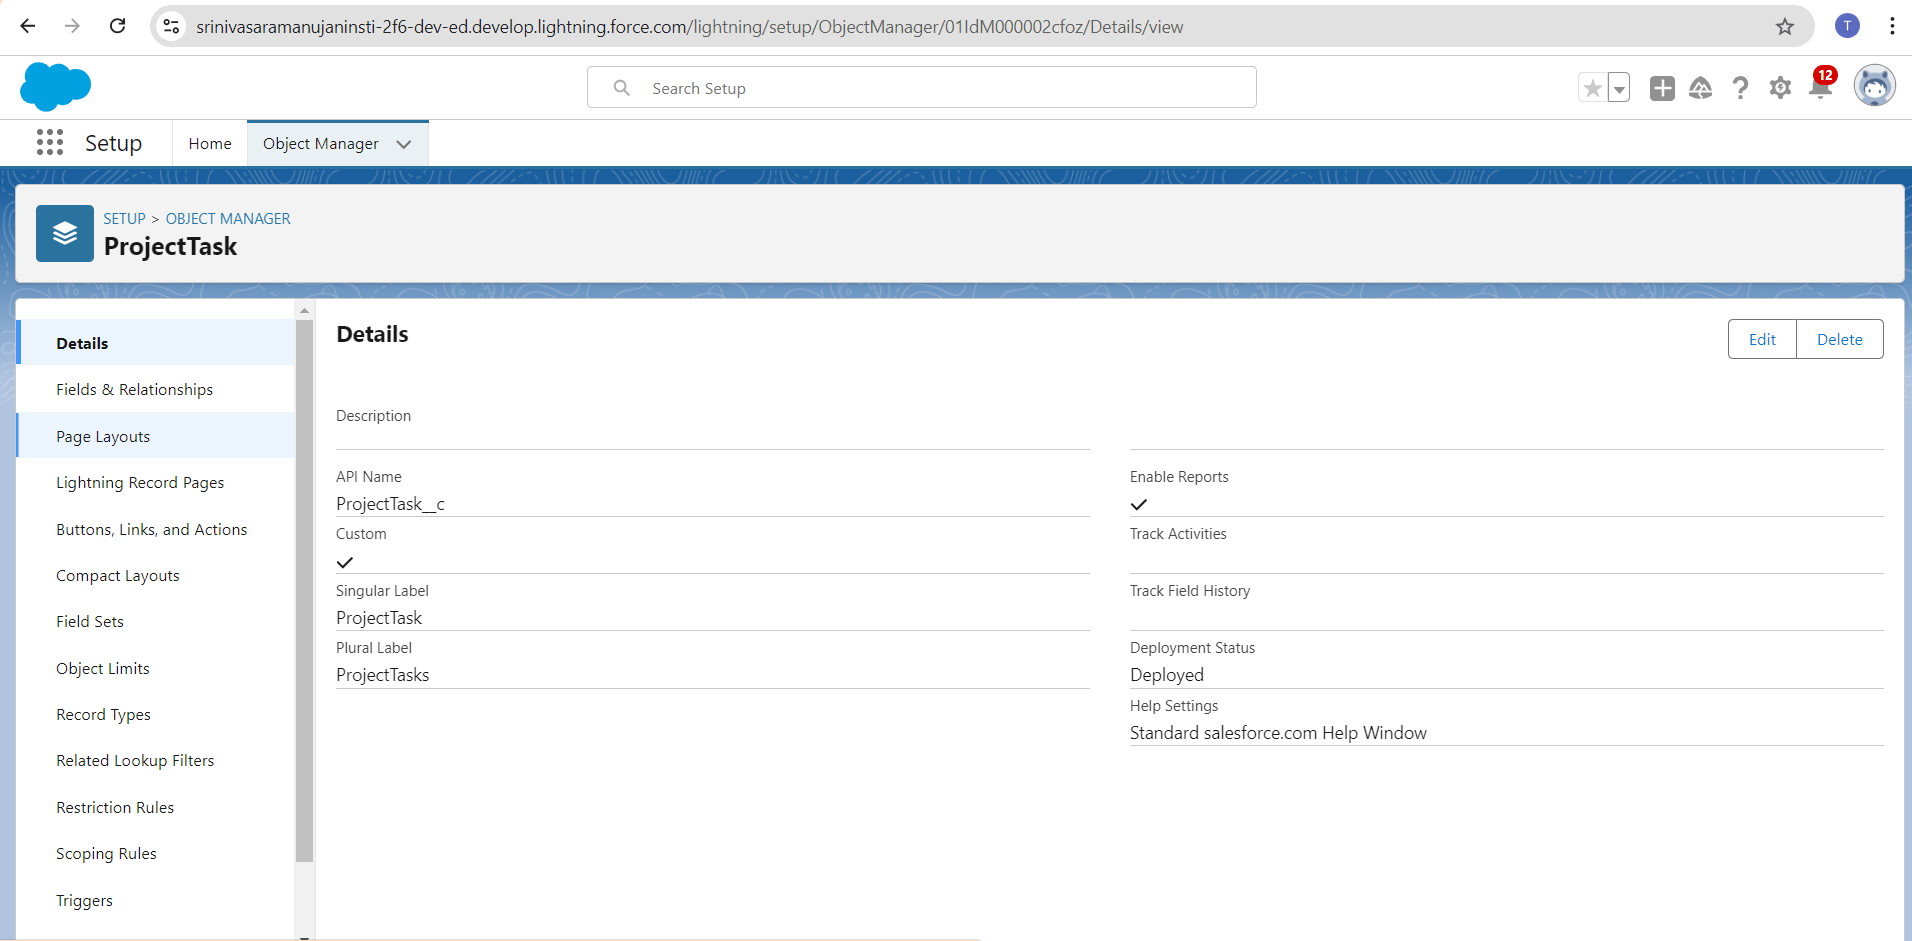 srinivasaramanujaninsti-2f6-dev-ed.develop.lightning.force.com/lightning/setup/ObjectManager/01IdM000002cfoz/Details/view
T
Search Setup
12
Setup
Home
Object Manager
SETUP > OBJECT MANAGER
ProjectTask
Details
Fields & Relationships
Page Layouts
Lightning Record Pages
Buttons, Links, and Actions
Compact Layouts
Field Sets
Object Limits
Record Types
Related Lookup Filters
Restriction Rules
Scoping Rules
Triggers
Details
Edit
Delete
Description
API Name
ProjectTask__c
Custom
Singular Label
ProjectTask
Plural Label
ProjectTasks
Enable Reports
Track Activities
Track Field History
Deployment Status
Deployed
Help Settings
Standard salesforce.com Help Window